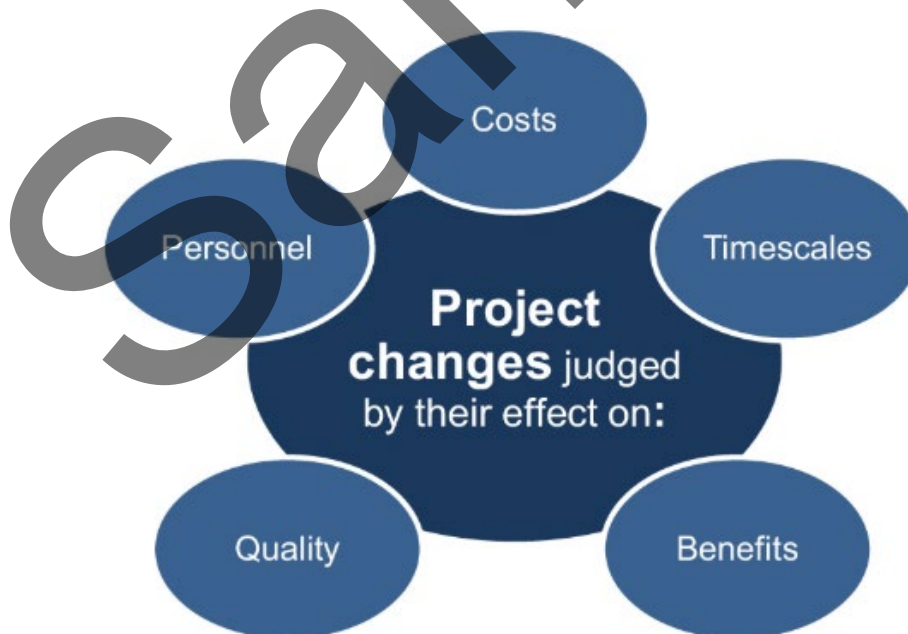 Costs
Personnel
Timescales
Project
changes judged
by their effect on:
Quality
Benefits